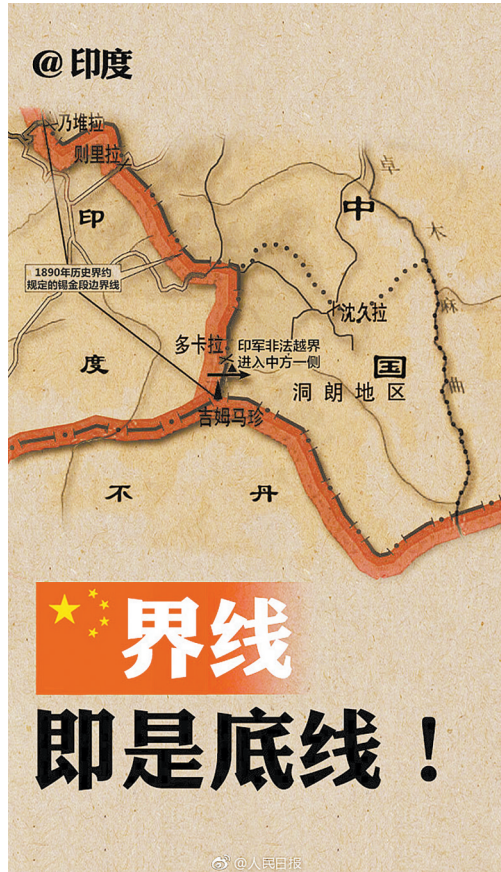 @印度
乃堆拉
则里拉
印
卓
中
木
1890年历史界约
规定的锡金段边界线
沈久拉
麻
多卡拉
印军非法越界
进入中方一侧
度
国
曲
洞朗地区
吉姆马珍
不丹
界线
即是底线！
@人民日报